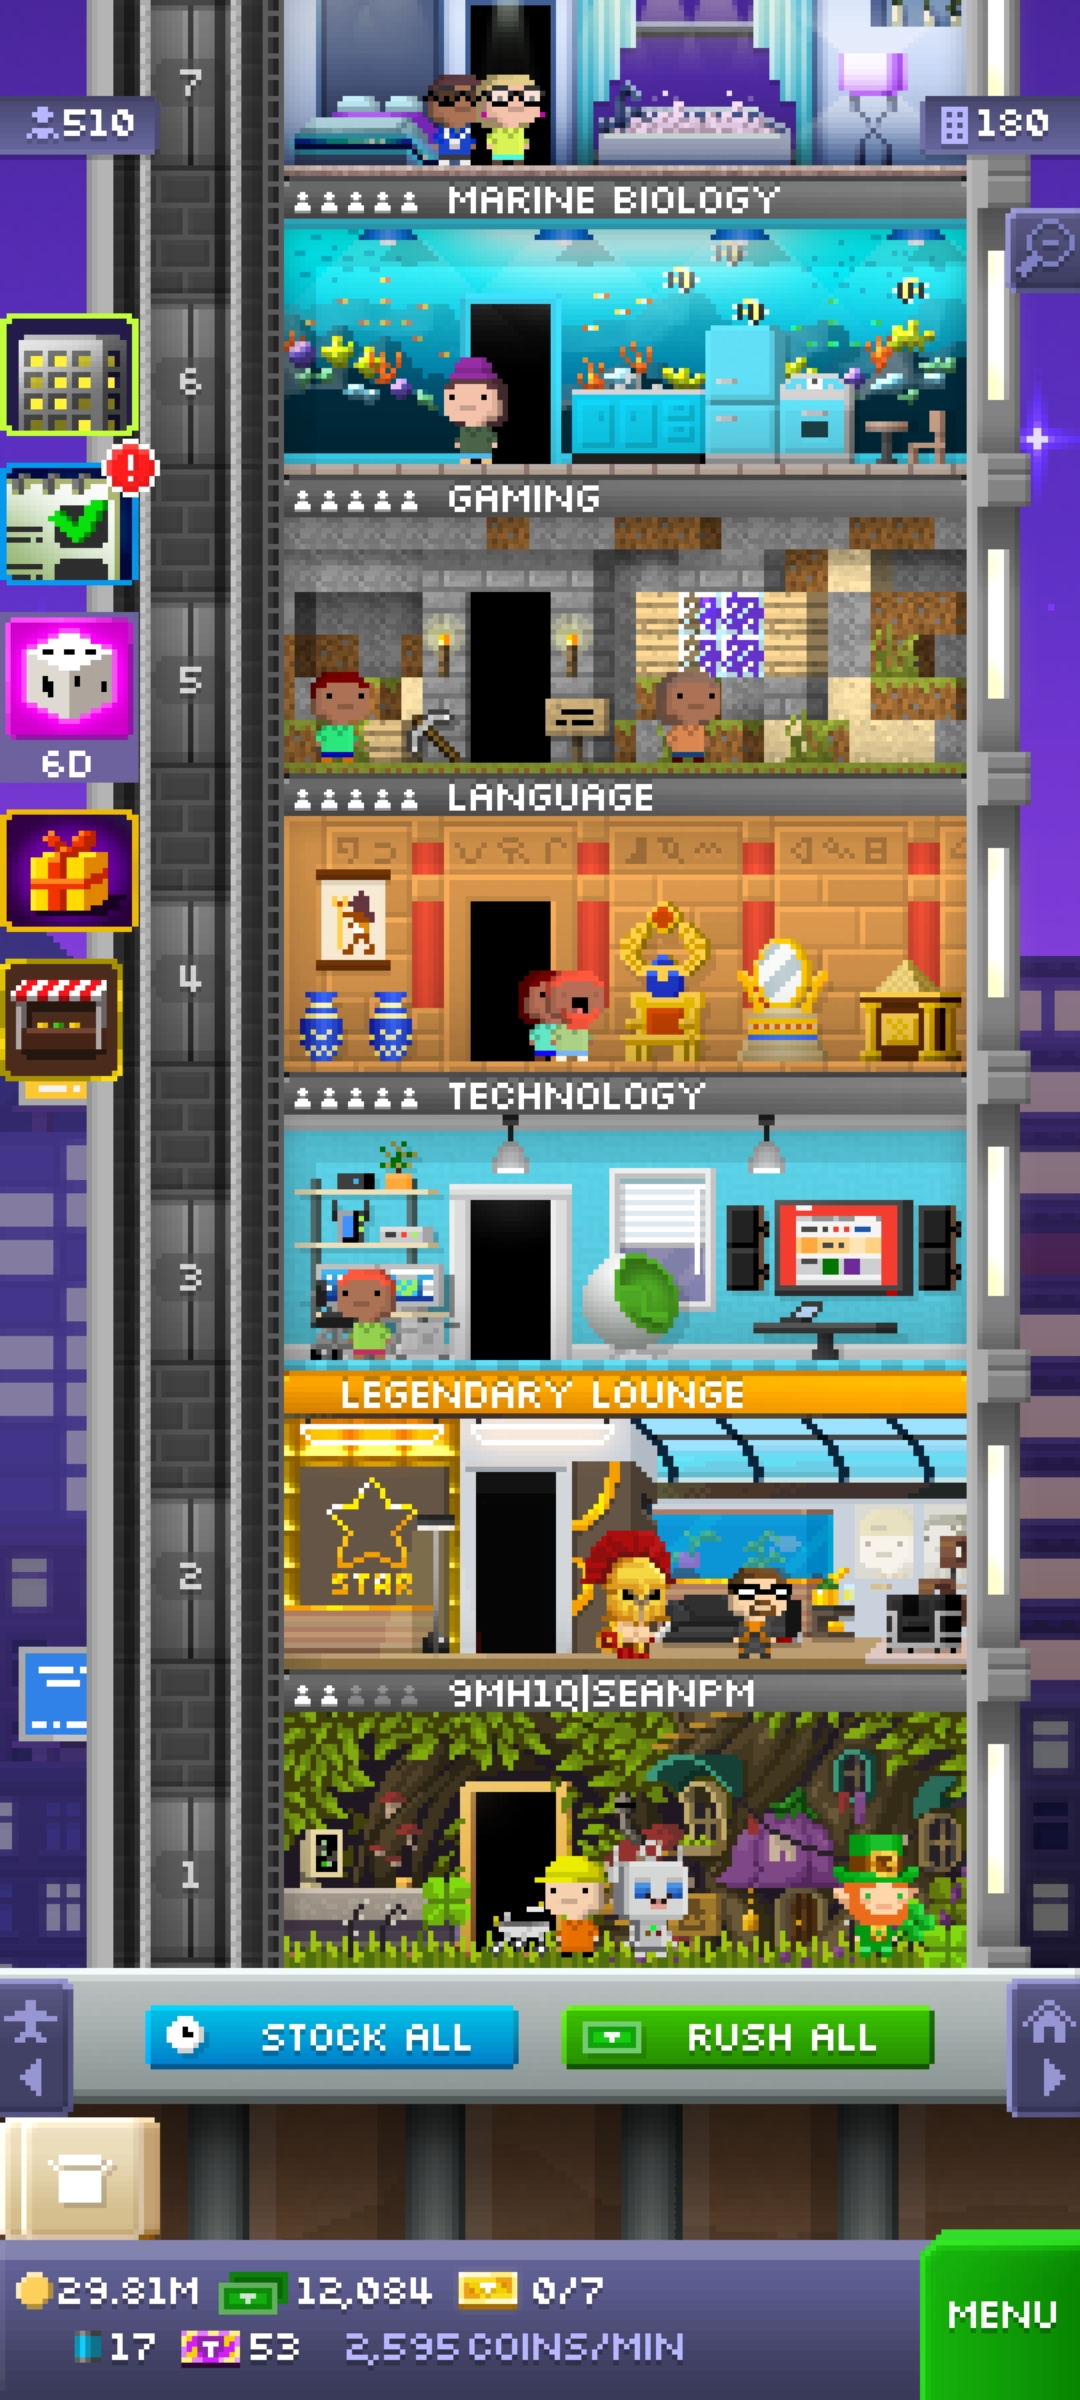 7
510
180
MARINE BIOLOGY
6
GAMING
5
6D
LANGUAGE
4
TECHNOLOGY
3
LEGENDARY LOUNGE
STAR
2
9MH1Q|SEANPM
1
STOCK ALL
RUSH ALL
29.81M
12,084
0/7
MENU
17
53
2,595 COINS/MIN